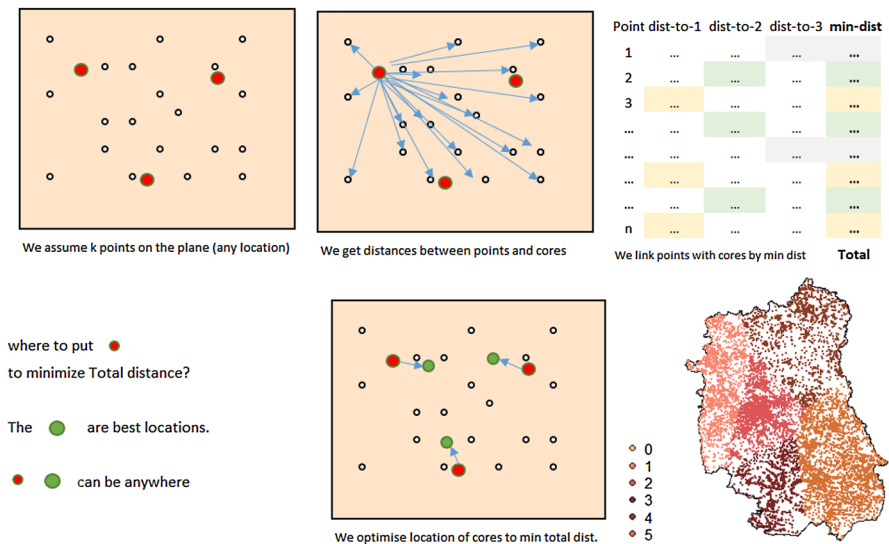 We assume k points on the plane (any location)
We get distances between points and cores
Point dist-to-1 dist-to-2 dist-to-3 min-dist
1 ... ... ... ...
2 ... ... ... ...
3 ... ... ... ...
... ... ... ... ...
... ... ... ... ...
... ... ... ... ...
... ... ... ... ...
n ... ... ... ...
We link points with cores by min dist Total
where to put
to minimize Total distance?
The are best locations.
can be anywhere
We optimise location of cores to min total dist.
0
1
2
3
4
5